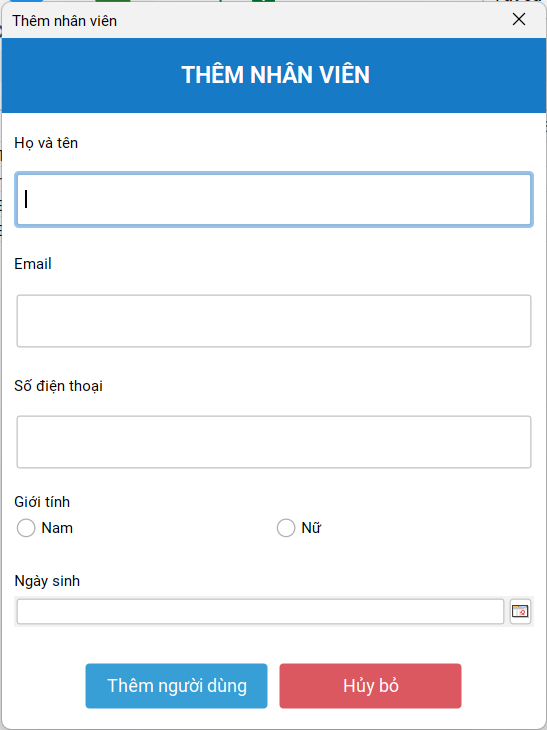 Thêm nhân viên
THÊM NHÂN VIÊN
Họ và tên
Email
Số điện thoại
Giới tính
Nam Nữ
Ngày sinh
Thêm người dùng Hủy bỏ